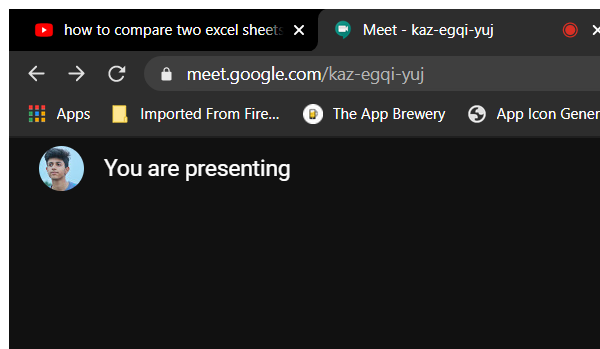 how to compare two excel sheets
Meet - kaz-egqi-yuj
meet.google.com/kaz-egqi-yuj
Apps
Imported From Fire...
The App Brewery
App Icon Gener
You are presenting